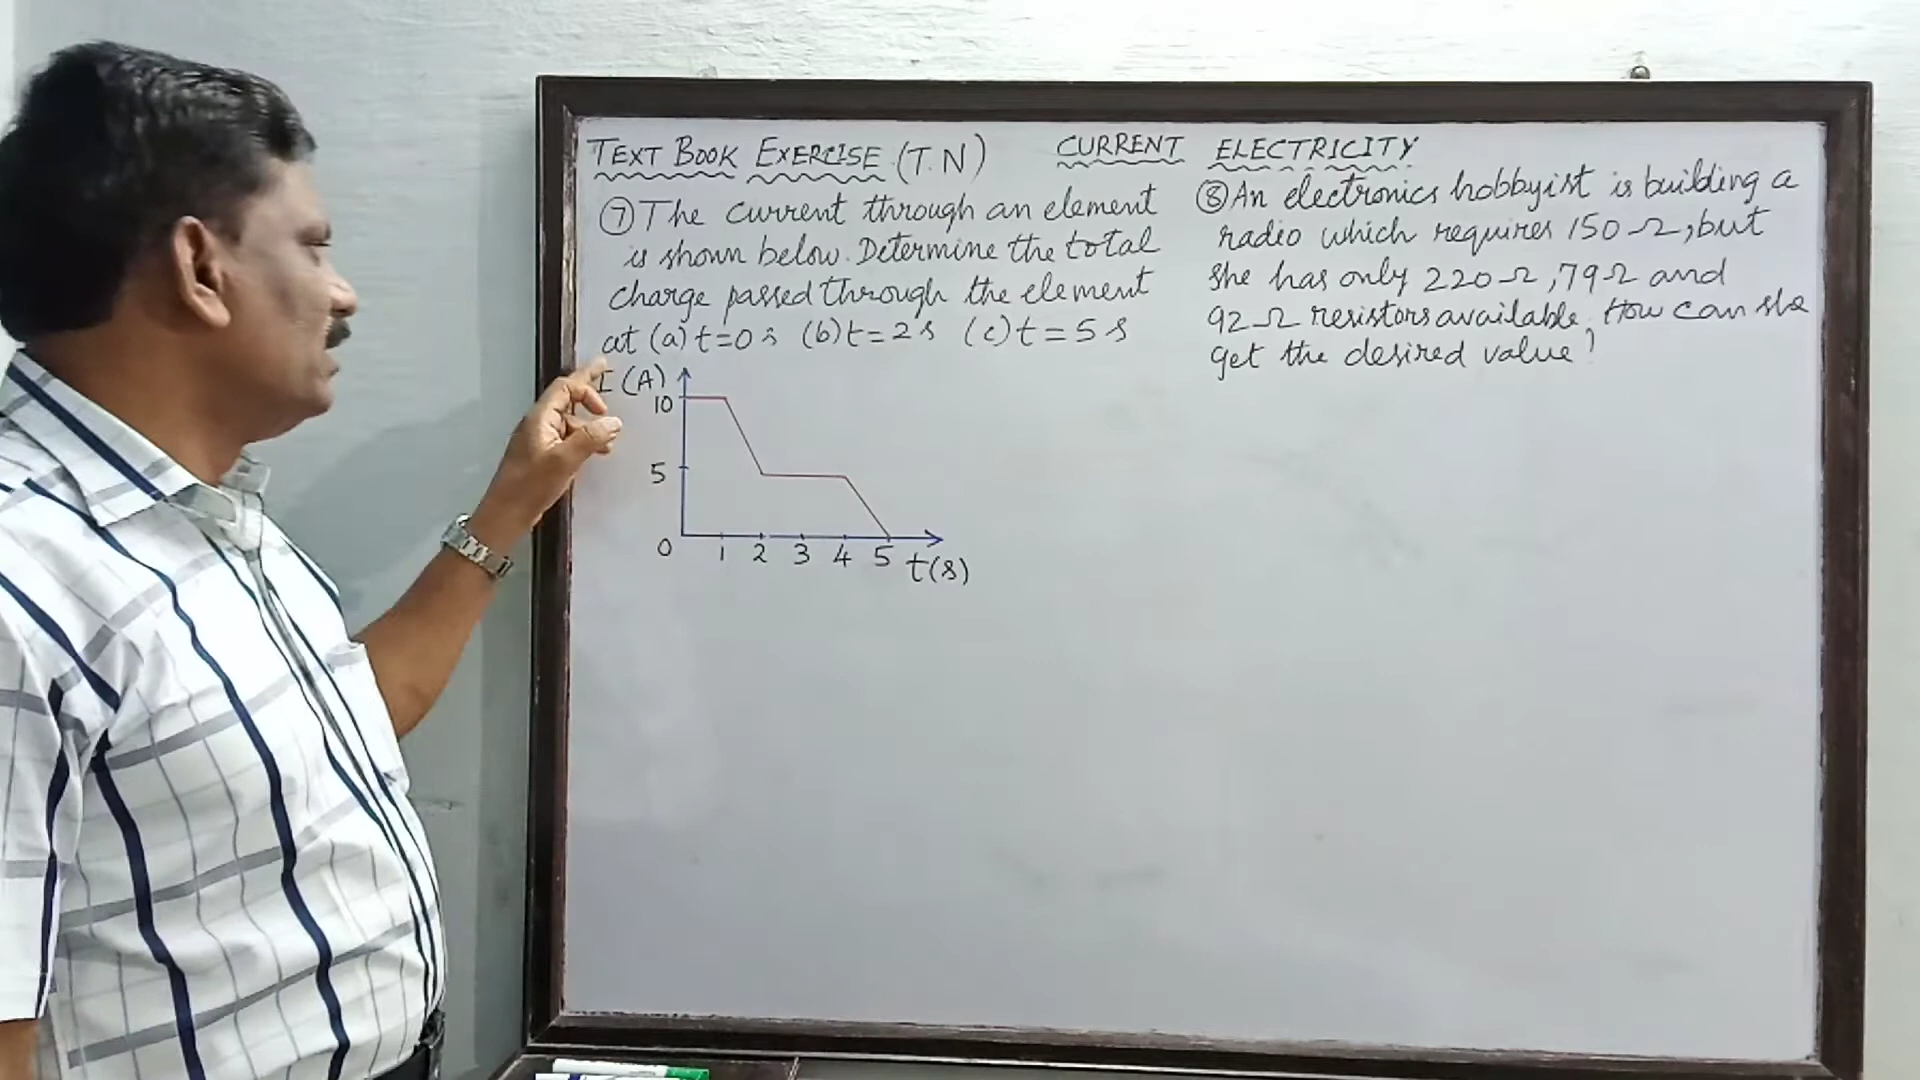 TEXT BOOK EXERCISE (T.N) CURRENT ELECTRICITY
⑦ The current through an element
is shown below. Determine the total
charge passed through the element
at (a) t=0 s (b) t=2 s (c) t=5 s
I (A)
10
5
0 1 2 3 4 5 t(s)
⑧ An electronics hobbyist is building a
radio which requires 150 Ω, but
she has only 220 Ω, 79 Ω and
92 Ω resistors available. How can she
get the desired value?